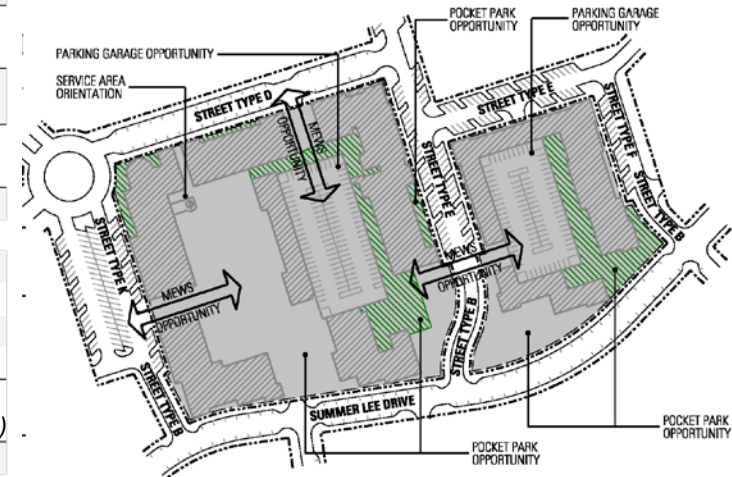 POCKET PARK
OPPORTUNITY
PARKING GARAGE
OPPORTUNITY
PARKING GARAGE OPPORTUNITY
SERVICE AREA
ORIENTATION
STREET TYPE D
STREET TYPE E
STREET TYPE F
MEWS
OPPORTUNITY
STREET TYPE E
STREET TYPE B
STREET TYPE K
MEWS
OPPORTUNITY
MEWS
OPPORTUNITY
STREET TYPE B
STREET TYPE B
SUMMER LEE DRIVE
)
POCKET PARK
OPPORTUNITY
POCKET PARK
OPPORTUNITY